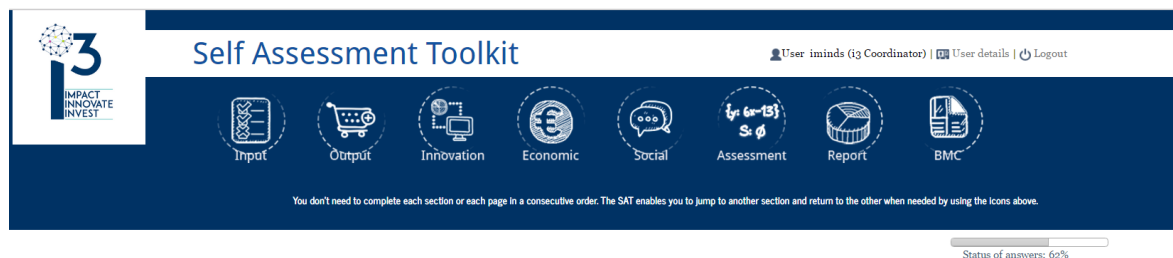 i3
IMPACT
INNOVATE
INVEST
Self Assessment Toolkit
User iminds (i3 Coordinator) | User details | Logout
{y: 6x-13}
S: Ø
Input Output Innovation Economic Social Assessment Report BMC
You don't need to complete each section or each page in a consecutive order. The SAT enables you to jump to another section and return to the other when needed by using the icons above.
Status of answers: 62%